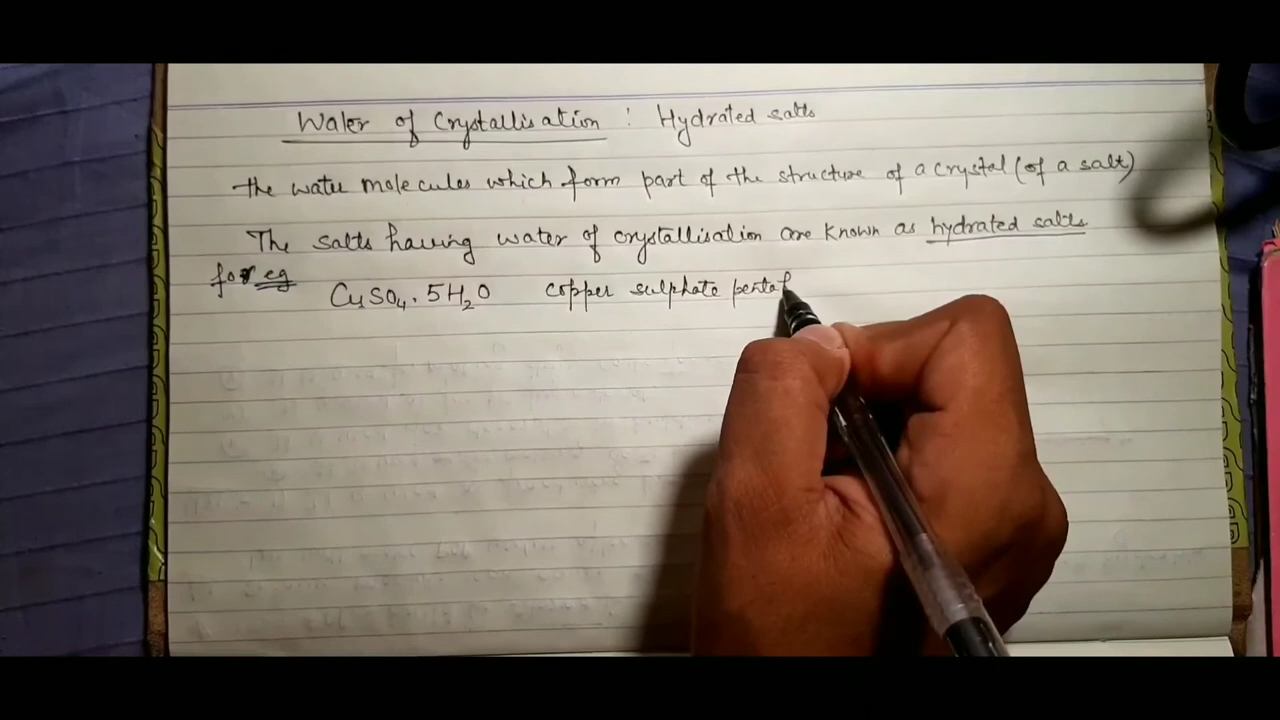 Water of Crystallisation : Hydrated salts
the water molecules which form part of the structure of a crystal (of a salt)
The salts having water of crystallisation are known as hydrated salts
for eg CuSO₄ . 5H₂O copper sulphate pentah